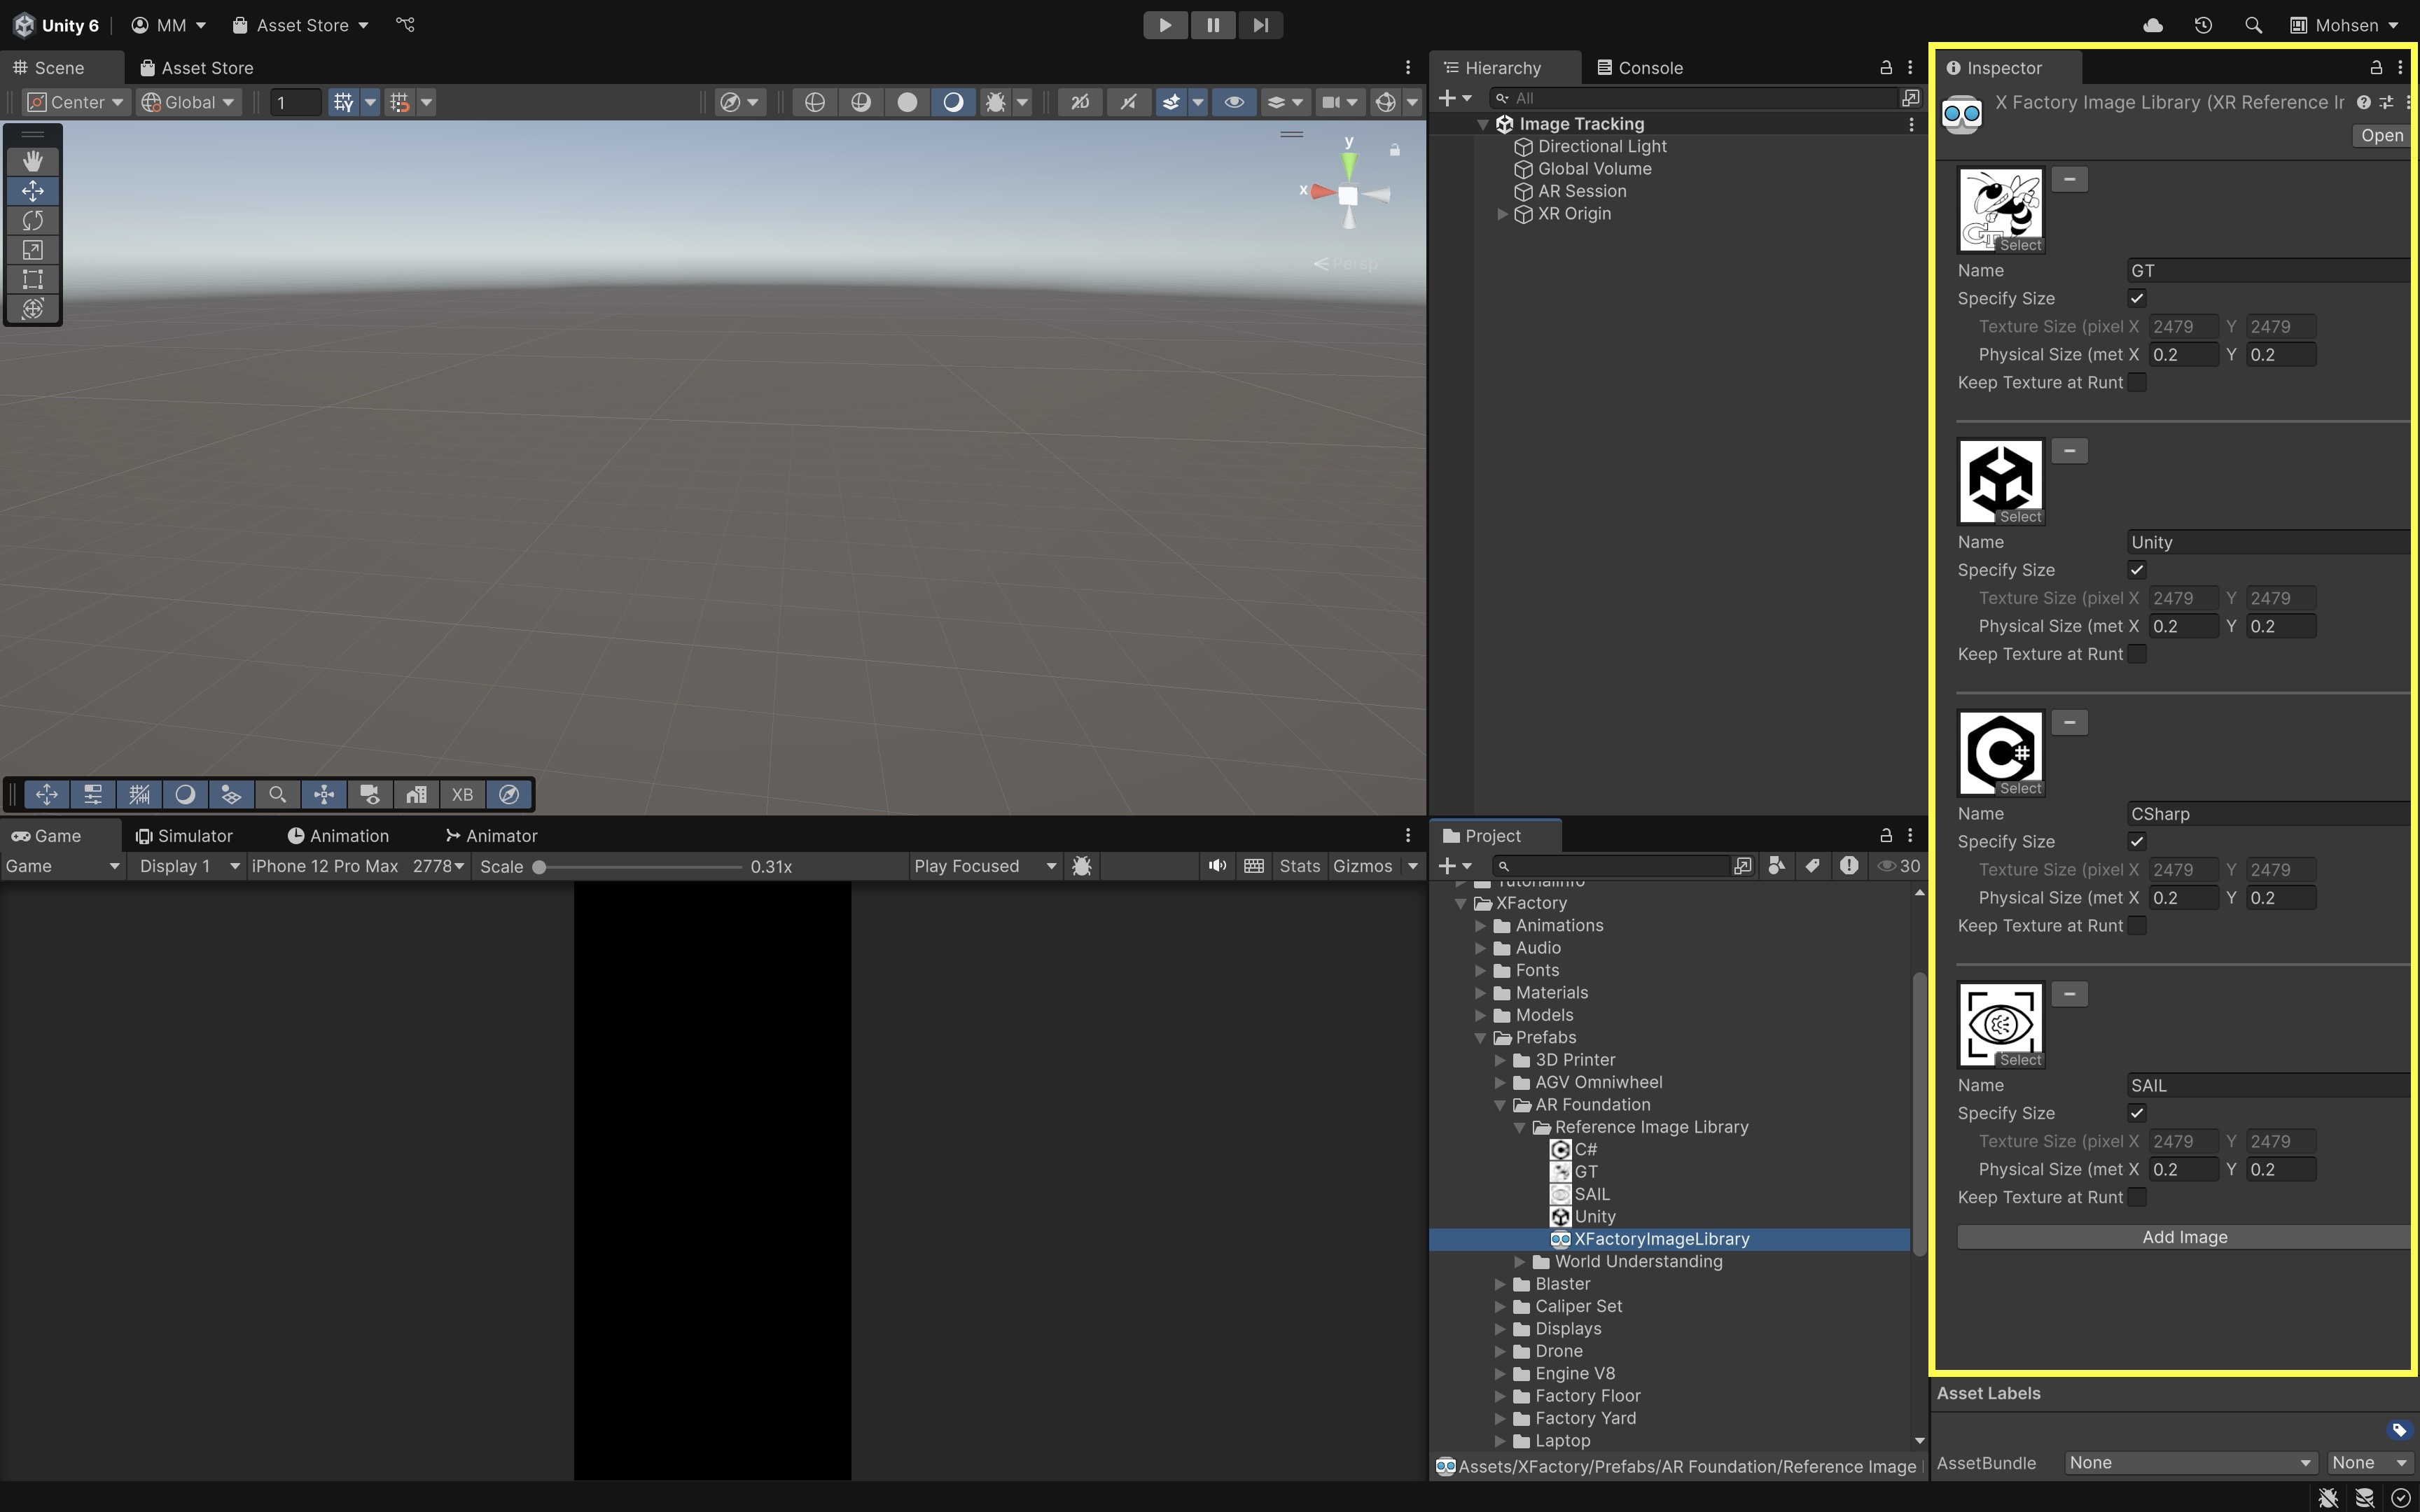 Unity 6 MM Asset Store Mohsen
Scene Asset Store
Center Global 1 2D
y
x
Persp
XB
Hierarchy Console
All
Image Tracking
Directional Light
Global Volume
AR Session
XR Origin
Game Simulator Animation Animator
Game Display 1 iPhone 12 Pro Max 2778 Scale 0.31x Play Focused Stats Gizmos
Project
30
TutorialInfo
XFactory
Animations
Audio
Fonts
Materials
Models
Prefabs
3D Printer
AGV Omniwheel
AR Foundation
Reference Image Library
C#
GT
SAIL
Unity
XFactoryImageLibrary
World Understanding
Blaster
Caliper Set
Displays
Drone
Engine V8
Factory Floor
Factory Yard
Laptop
Assets/XFactory/Prefabs/AR Foundation/Reference Image
Inspector
X Factory Image Library (XR Reference Ir
Open
GT
Select
Name GT
Specify Size
Texture Size (pixel X 2479 Y 2479
Physical Size (met X 0.2 Y 0.2
Keep Texture at Runt
Select
Name Unity
Specify Size
Texture Size (pixel X 2479 Y 2479
Physical Size (met X 0.2 Y 0.2
Keep Texture at Runt
C#
Select
Name CSharp
Specify Size
Texture Size (pixel X 2479 Y 2479
Physical Size (met X 0.2 Y 0.2
Keep Texture at Runt
Select
Name SAIL
Specify Size
Texture Size (pixel X 2479 Y 2479
Physical Size (met X 0.2 Y 0.2
Keep Texture at Runt
Add Image
Asset Labels
AssetBundle None None